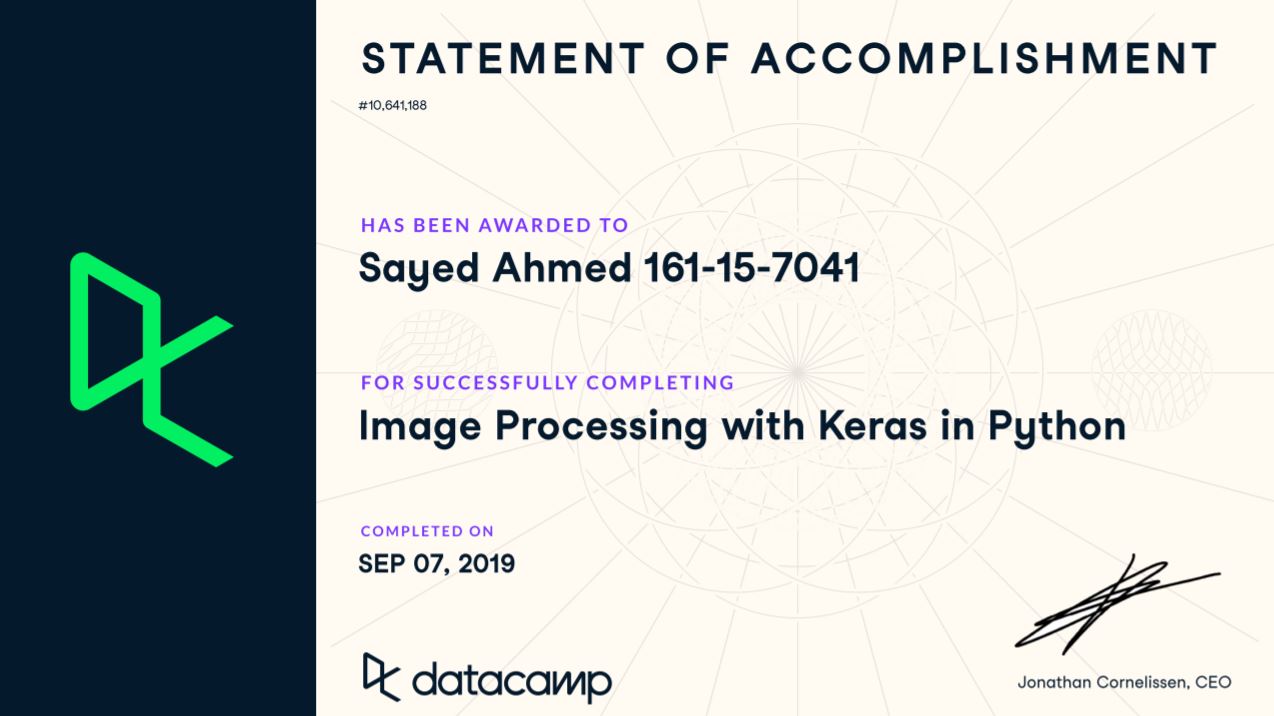 STATEMENT OF ACCOMPLISHMENT
#10,641,188
HAS BEEN AWARDED TO
Sayed Ahmed 161-15-7041
FOR SUCCESSFULLY COMPLETING
Image Processing with Keras in Python
COMPLETED ON
SEP 07, 2019
datacamp
Jonathan Cornelissen, CEO